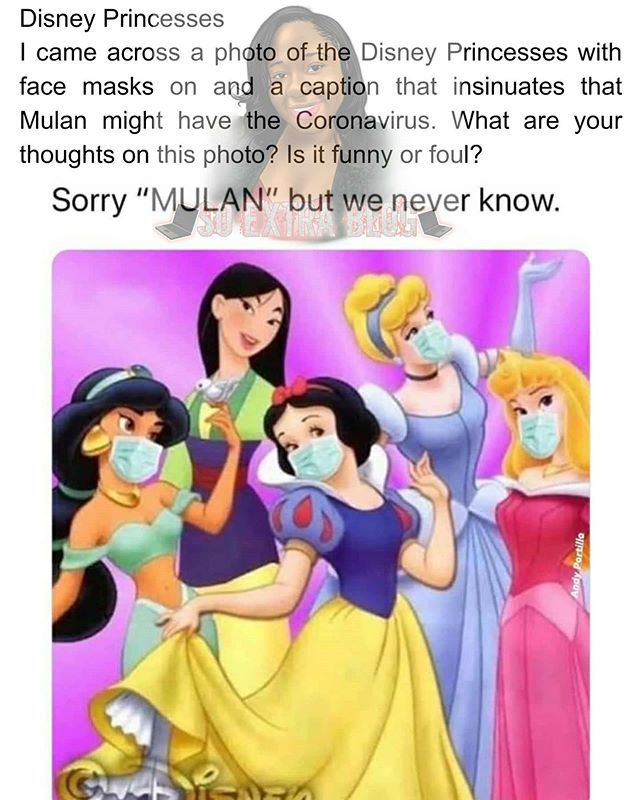 Disney Princesses
I came across a photo of the Disney Princesses with
face masks on and a caption that insinuates that
Mulan might have the Coronavirus. What are your
thoughts on this photo? Is it funny or foul?
Sorry "MULAN" but we never know.
SO EXTRA BLOG
Andy Portillo
© DISNEY